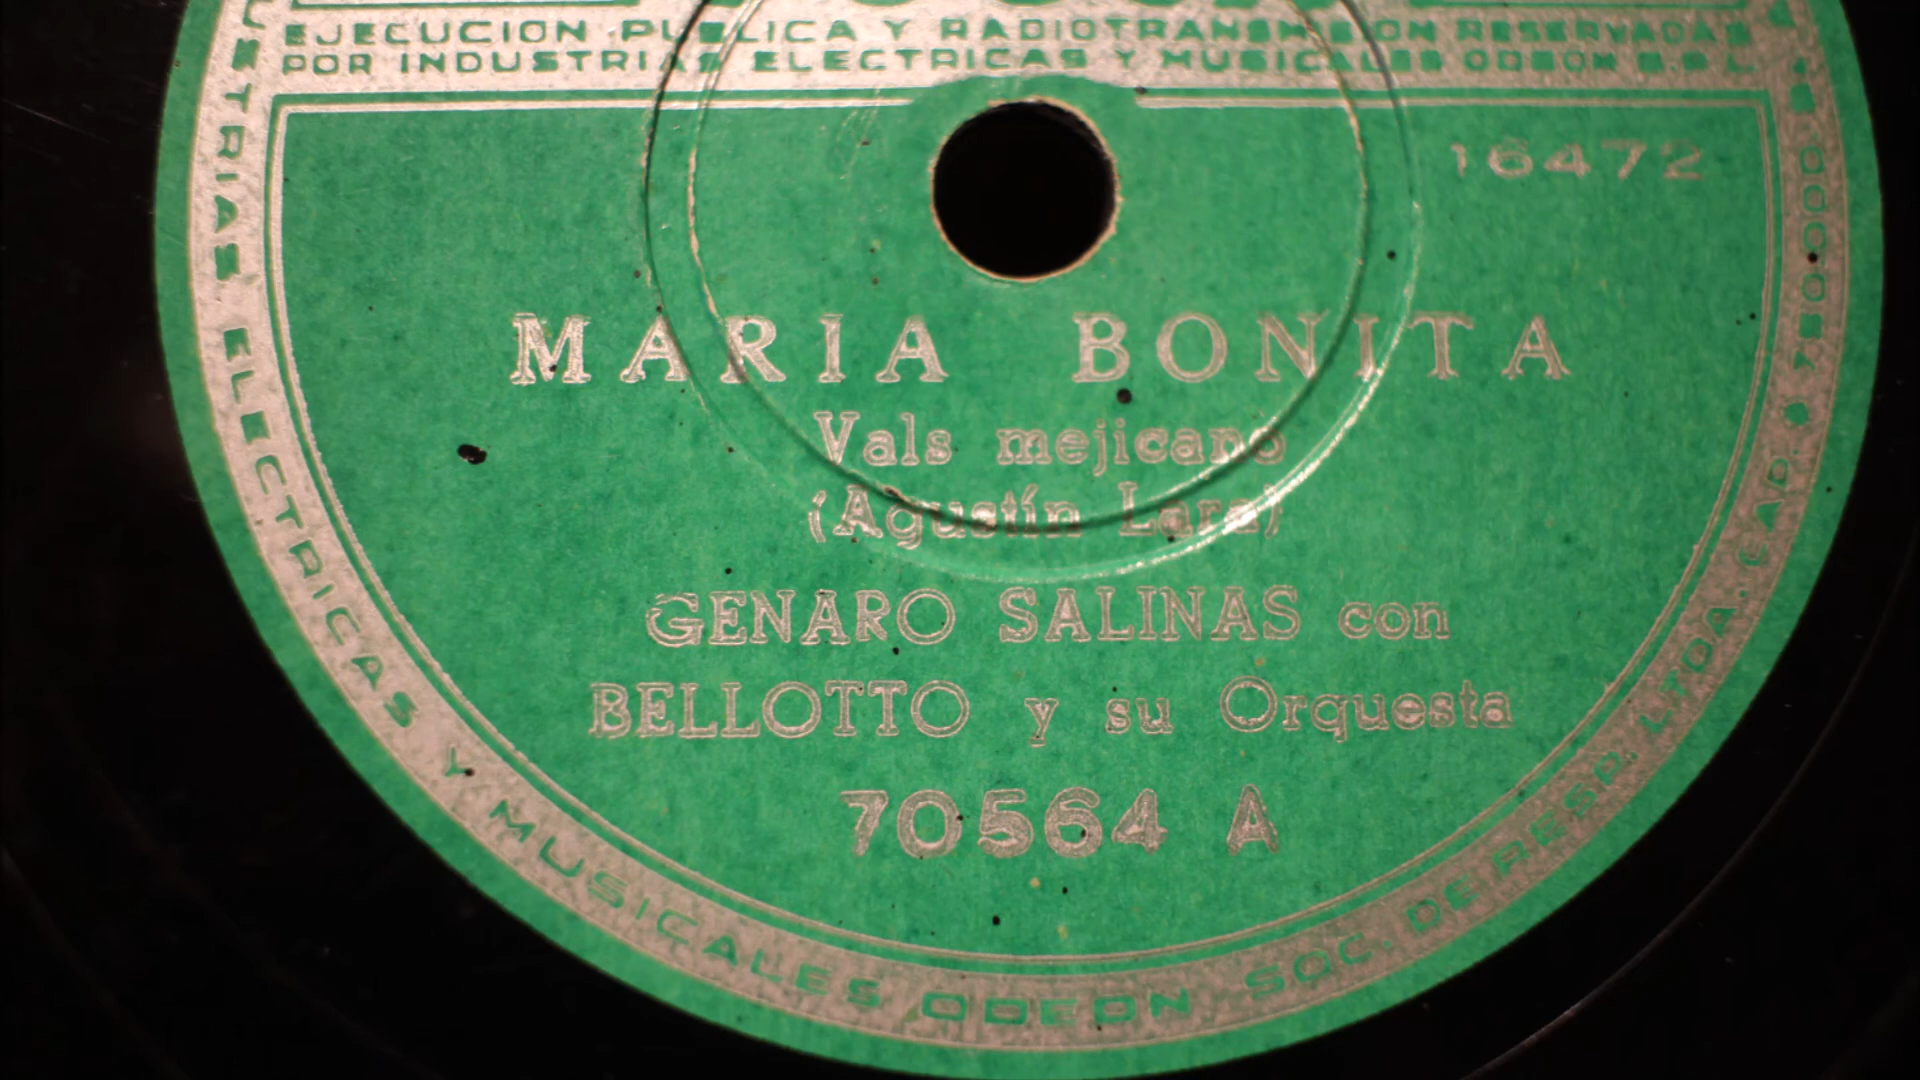 EJECUCION PUBLICA Y RADIOTRANSMISION RESERVADAS
POR INDUSTRIAS ELECTRICAS Y MUSICALES ODEON S.R.L.
16472
MARIA BONITA
Vals mejicano
(Agustín Lara)
GENARO SALINAS con
BELLOTTO y su Orquesta
70564 A
USTRIAS ELECTRICAS Y MUSICALES ODEON SOC. DE RESP. LTDA. (CAP.